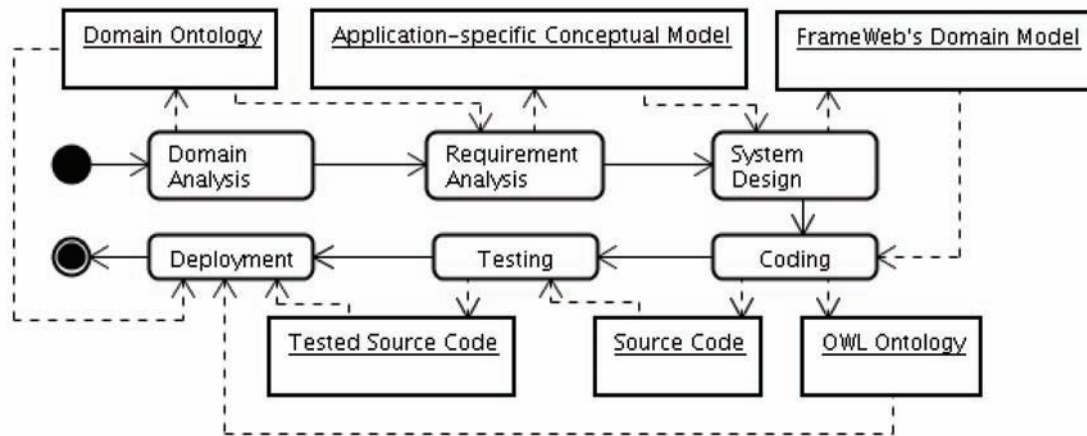 Domain Ontology
Application-specific Conceptual Model
FrameWeb's Domain Model
Domain
Analysis
Requirement
Analysis
System
Design
Deployment
Testing
Coding
Tested Source Code
Source Code
OWL Ontology